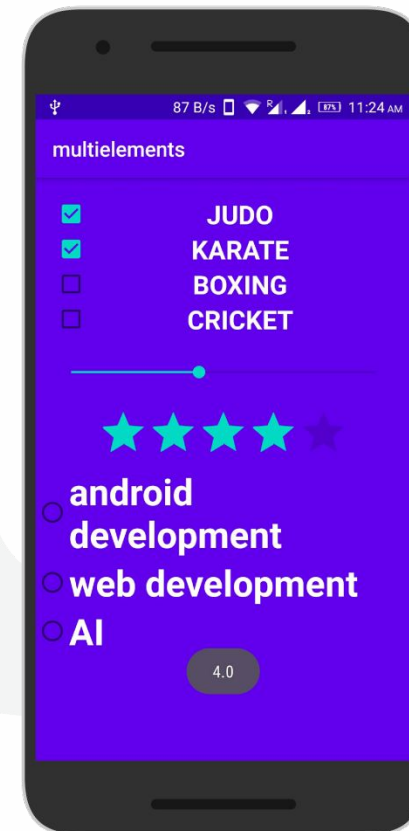 87 B/s R 87% 11:24 AM
multielements
JUDO
KARATE
BOXING
CRICKET
android
development
web development
AI
4.0